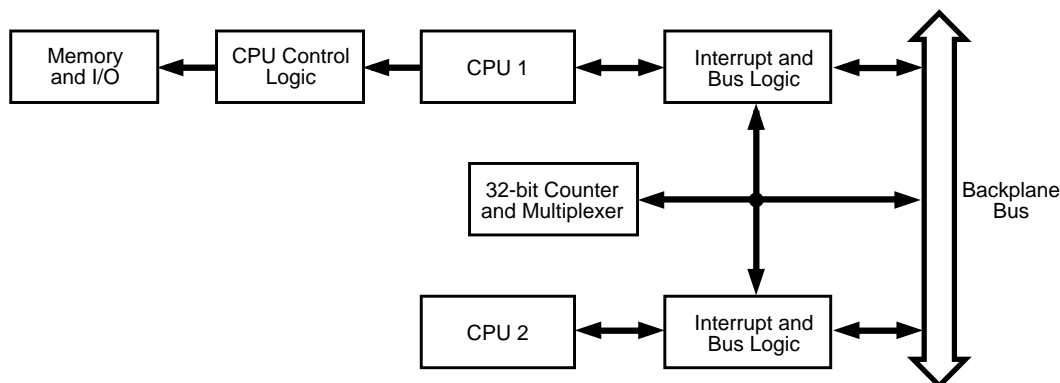 Memory
and I/O
CPU Control
Logic
CPU 1
Interrupt and
Bus Logic
32-bit Counter
and Multiplexer
Backplane
Bus
CPU 2
Interrupt and
Bus Logic